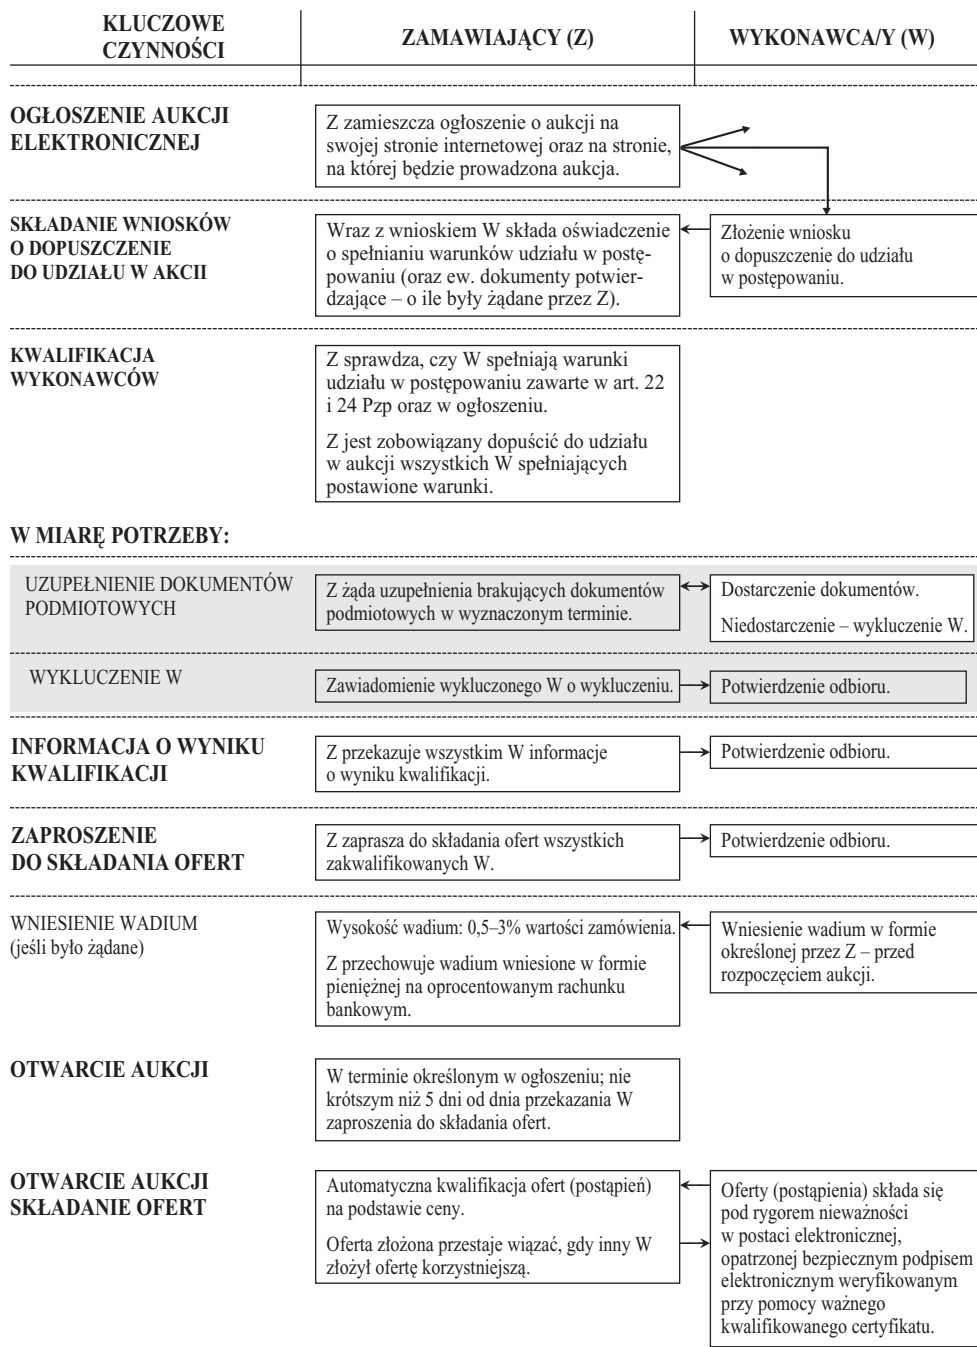 KLUCZOWE
CZYNNOŚCI
ZAMAWIAJĄCY (Z)
WYKONAWCA/Y (W)
OGŁOSZENIE AUKCJI
ELEKTRONICZNEJ
Z zamieszcza ogłoszenie o aukcji na
swojej stronie internetowej oraz na stronie,
na której będzie prowadzona aukcja.
SKŁADANIE WNIOSKÓW
O DOPUSZCZENIE
DO UDZIAŁU W AKCII
Wraz z wnioskiem W składa oświadczenie
o spełnianiu warunków udziału w postę-
powaniu (oraz ew. dokumenty potwier-
dzające – o ile były żądane przez Z).
Złożenie wniosku
o dopuszczenie do udziału
w postępowaniu.
KWALIFIKACJA
WYKONAWCÓW
Z sprawdza, czy W spełniają warunki
udziału w postępowaniu zawarte w art. 22
i 24 Pzp oraz w ogłoszeniu.
Z jest zobowiązany dopuścić do udziału
w aukcji wszystkich W spełniających
postawione warunki.
W MIARĘ POTRZEBY:
UZUPEŁNIENIE DOKUMENTÓW
PODMIOTOWYCH
Z żąda uzupełnienia brakujących dokumentów
podmiotowych w wyznaczonym terminie.
Dostarczenie dokumentów.
Niedostarczenie – wykluczenie W.
WYKLUCZENIE W
Zawiadomienie wykluczonego W o wykluczeniu.
Potwierdzenie odbioru.
INFORMACJA O WYNIKU
KWALIFIKACJI
Z przekazuje wszystkim W informacje
o wyniku kwalifikacji.
Potwierdzenie odbioru.
ZAPROSZENIE
DO SKŁADANIA OFERT
Z zaprasza do składania ofert wszystkich
zakwalifikowanych W.
Potwierdzenie odbioru.
WNIESIENIE WADIUM
(jeśli było żądane)
Wysokość wadium: 0,5–3% wartości zamówienia.
Z przechowuje wadium wniesione w formie
pieniężnej na oprocentowanym rachunku
bankowym.
Wniesienie wadium w formie
określonej przez Z – przed
rozpoczęciem aukcji.
OTWARCIE AUKCJI
W terminie określonym w ogłoszeniu; nie
krótszym niż 5 dni od dnia przekazania W
zaproszenia do składania ofert.
OTWARCIE AUKCJI
SKŁADANIE OFERT
Automatyczna kwalifikacja ofert (postąpień)
na podstawie ceny.
Oferta złożona przestaje wiązać, gdy inny W
złożył ofertę korzystniejszą.
Oferty (postąpienia) składa się
pod rygorem nieważności
w postaci elektronicznej,
opatrzonej bezpiecznym podpisem
elektronicznym weryfikowanym
przy pomocy ważnego
kwalifikowanego certyfikatu.